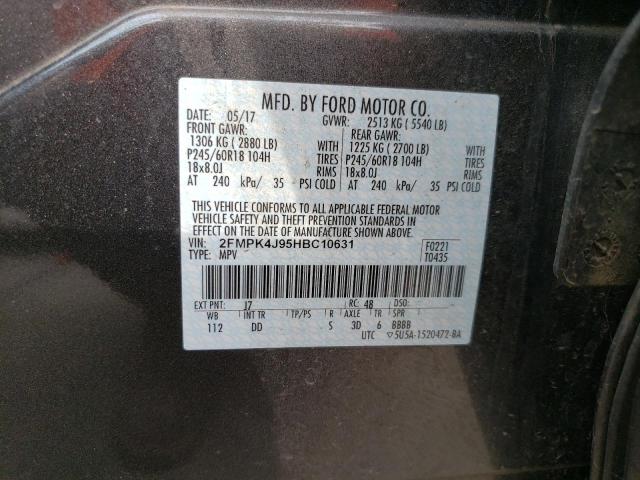 MFD. BY FORD MOTOR CO.
DATE: 05/17 GVWR: 2513 KG ( 5540 LB)
FRONT GAWR: REAR GAWR:
1306 KG ( 2880 LB) WITH 1225 KG ( 2700 LB) WITH
P245/60R18 104H TIRES P245/60R18 104H TIRES
18x8.0J RIMS 18x8.0J RIMS
AT 240 kPa/ 35 PSI COLD AT 240 kPa/ 35 PSI COLD
THIS VEHICLE CONFORMS TO ALL APPLICABLE FEDERAL MOTOR
VEHICLE SAFETY AND THEFT PREVENTION STANDARDS IN
EFFECT ON THE DATE OF MANUFACTURE SHOWN ABOVE.
VIN: 2FMPK4J95HBC10631 F0221
TYPE: MPV T0435
EXT PNT: J7 RC: 48 DSO:
WB INT TR TP/PS R AXLE TR SPR
112 DD S 3D 6 BBBB
UTC ▽5U5A-1520472-BA